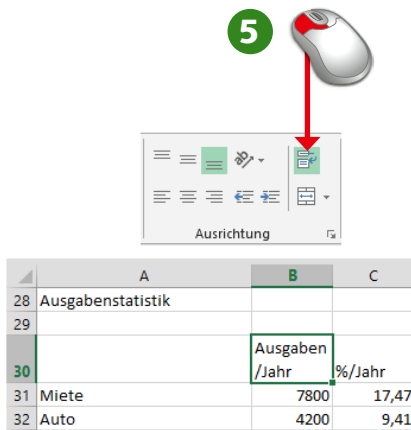 5
ab
Ausrichtung
A B C
28 Ausgabenstatistik
29
30 Ausgaben
/Jahr %/Jahr
31 Miete 7800 17,47
32 Auto 4200 9,41